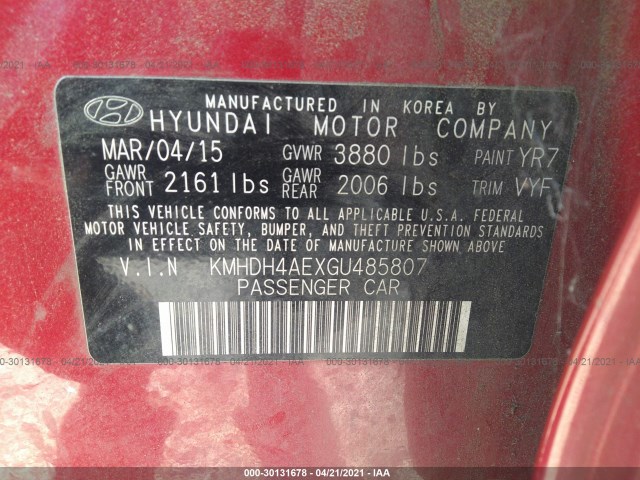 MANUFACTURED IN KOREA BY
HYUNDAI MOTOR COMPANY
MAR/04/15 GVWR 3880 lbs PAINT YR7
GAWR FRONT 2161 lbs GAWR REAR 2006 lbs TRIM VYF
THIS VEHICLE CONFORMS TO ALL APPLICABLE U.S.A. FEDERAL
MOTOR VEHICLE SAFETY, BUMPER, AND THEFT PREVENTION STANDARDS
IN EFFECT ON THE DATE OF MANUFACTURE SHOWN ABOVE
V.I.N KMHDH4AEXGU485807
PASSENGER CAR
000-30131678 - 04/21/2021 - IAA